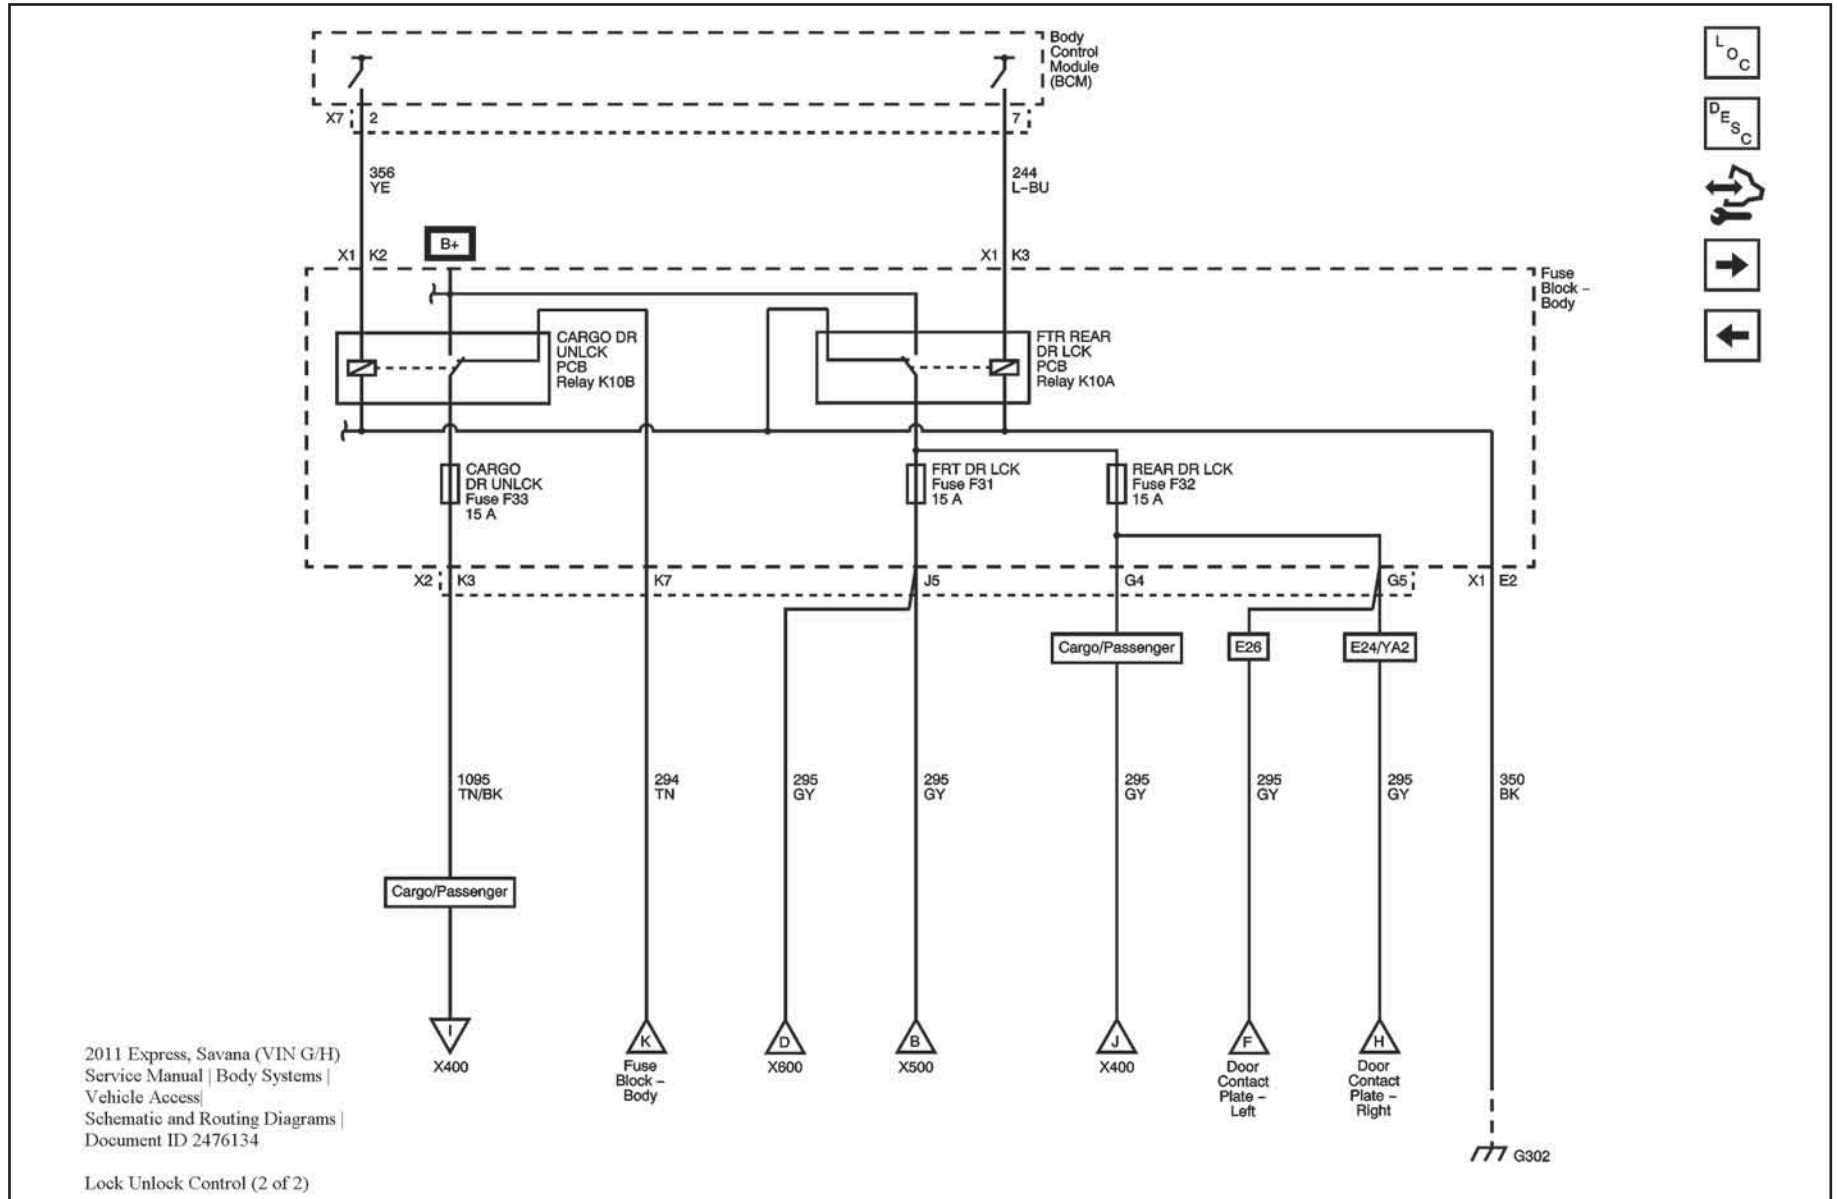 Body
Control
Module
(BCM)
L
O
C
D
E
S
C
X7
2
7
356
YE
244
L-BU
B+
X1
K2
X1
K3
Fuse
Block –
Body
CARGO DR
UNLCK
PCB
Relay K10B
FTR REAR
DR LCK
PCB
Relay K10A
CARGO
DR UNLCK
Fuse F33
15 A
FRT DR LCK
Fuse F31
15 A
REAR DR LCK
Fuse F32
15 A
X2
K3
K7
J5
G4
G5
X1
E2
Cargo/Passenger
E26
E24/YA2
1095
TN/BK
294
TN
295
GY
295
GY
295
GY
295
GY
295
GY
350
BK
Cargo/Passenger
I
X400
K
Fuse
Block –
Body
D
X600
B
X500
J
X400
F
Door
Contact
Plate –
Left
H
Door
Contact
Plate –
Right
G302
2011 Express, Savana (VIN G/H)
Service Manual | Body Systems |
Vehicle Access|
Schematic and Routing Diagrams |
Document ID 2476134
Lock Unlock Control (2 of 2)